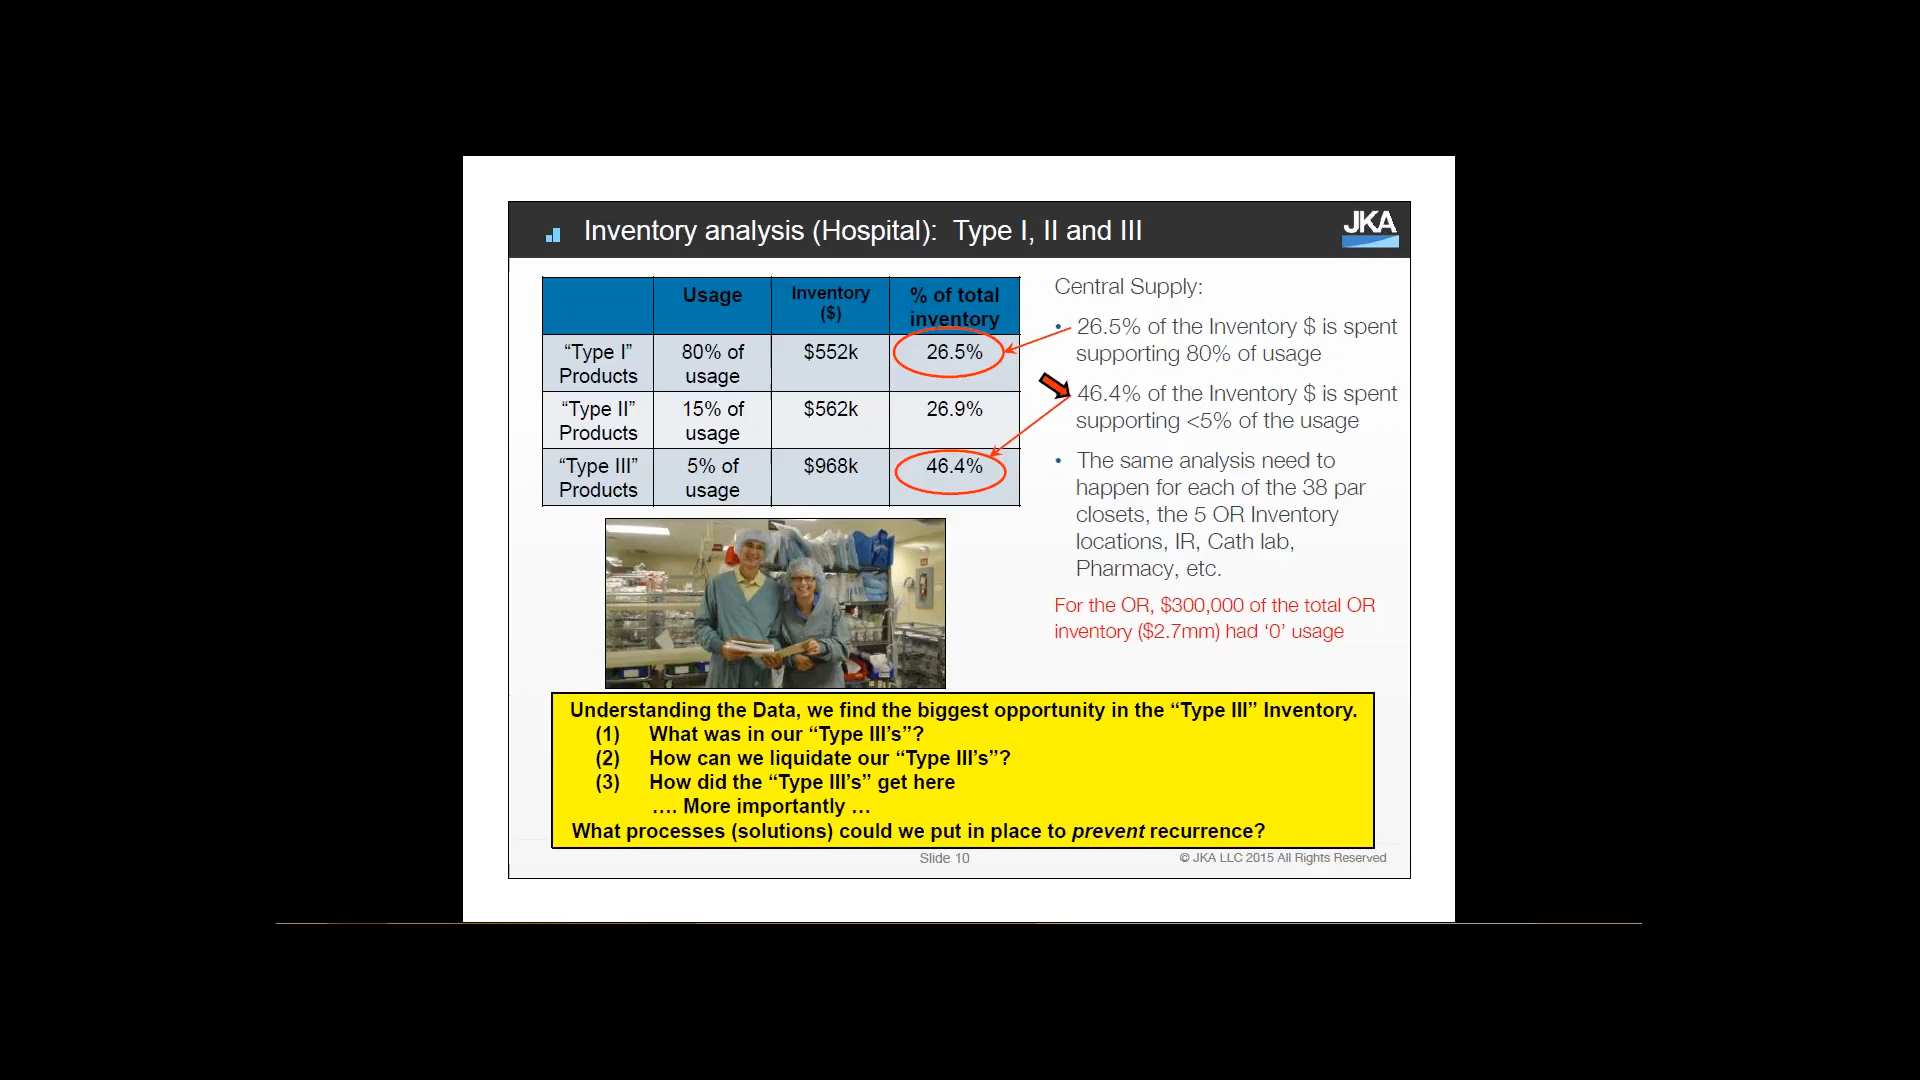 Inventory analysis (Hospital):  Type I, II and III
JKA
Usage
Inventory
($)
% of total
inventory
“Type I”
Products
80% of
usage
$552k
26.5%
“Type II”
Products
15% of
usage
$562k
26.9%
“Type III”
Products
5% of
usage
$968k
46.4%
Central Supply:
• 26.5% of the Inventory $ is spent
supporting 80% of usage
46.4% of the Inventory $ is spent
supporting <5% of the usage
• The same analysis need to
happen for each of the 38 par
closets, the 5 OR Inventory
locations, IR, Cath lab,
Pharmacy, etc.
For the OR, $300,000 of the total OR
inventory ($2.7mm) had ‘0’ usage
Understanding the Data, we find the biggest opportunity in the “Type III” Inventory.
(1) What was in our “Type III’s”?
(2) How can we liquidate our “Type III’s”?
(3) How did the “Type III’s” get here
…. More importantly …
What processes (solutions) could we put in place to prevent recurrence?
Slide 10
© JKA LLC 2015 All Rights Reserved